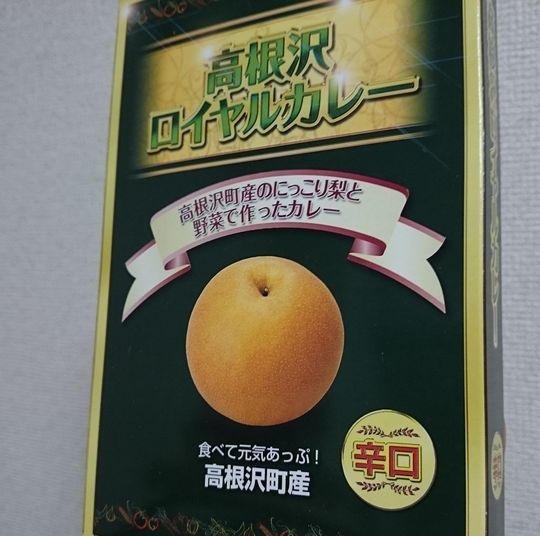 高根沢
ロイヤルカレー
高根沢町産のにっこり梨と
野菜で作ったカレー
食べて元気あっぷ！
高根沢町産
辛口